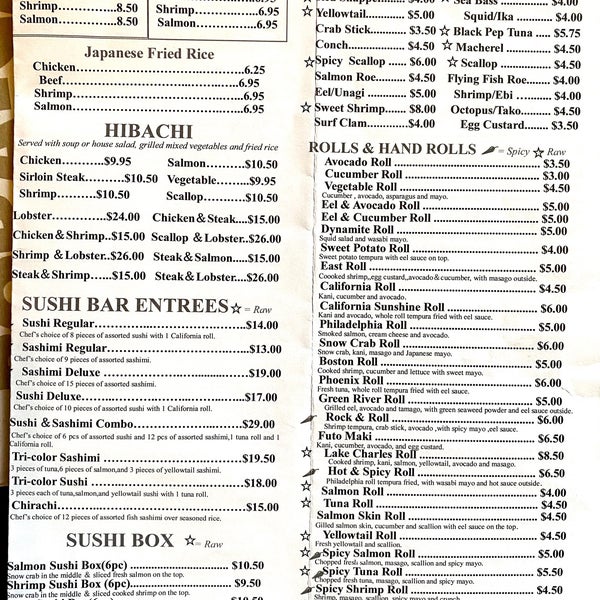 Shrimp............8.50
Salmon............8.50
Shrimp............6.95
Salmon............6.95
Japanese Fried Rice
Chicken............6.25
Beef............6.95
Shrimp............6.95
Salmon............6.95
HIBACHI
Served with soup or house salad, grilled mixed vegetables and fried rice
Chicken............$9.95 Salmon............$10.50
Sirloin Steak............$10.50 Vegetable............$9.95
Shrimp............$10.50 Scallop............$10.50
Lobster............$24.00 Chicken & Steak....$15.00
Chicken & Shrimp..$15.00 Scallop & Lobster..$26.00
Shrimp & Lobster..$26.00 Steak & Salmon.....$15.00
Steak & Shrimp......$15.00 Steak & Lobster....$26.00
SUSHI BAR ENTREES ☆ = Raw
Sushi Regular............$14.00
Chef's choice of 8 pieces of assorted sushi with 1 California roll.
Sashimi Regular............$13.00
Chef's choice of 9 pieces of assorted sashimi.
Sashimi Deluxe ............$19.00
Chef's choice of 15 pieces of assorted sashimi.
Sushi Deluxe............$17.00
Chef's choice of 10 pieces of assorted sushi with 1 California roll.
Sushi & Sashimi Combo............$29.00
Chef's choice of 6 pcs of assorted sushi and 12 pcs of assorted sashimi,1 tuna roll and 1
California roll.
Tri-color Sashimi ............$19.50
3 pieces of tuna,6 pieces of salmon,and 3 pieces of yellowtail sashimi.
Tri-color Sushi ............$18.00
3 pieces each of tuna,salmon,and yellowtail sushi with 1 tuna roll.
Chirachi............$15.00
Chef's choice of 12 pieces of assorted fish sashimi over seasoned rice.
SUSHI BOX ☆ = Raw
Salmon Sushi Box(6pc) ............$10.50
Snow crab in the middle & sliced fresh salmon on the top.
Shrimp Sushi Box (6pc)............$9.50
Snow crab in the middle & sliced cooked shrimp on the top.
$4.00 ☆ Sea Bass $4.00
☆ Yellowtail............$5.00 Squid/Ika ............$4.00
Crab Stick............$3.50 ☆ Black Pep Tuna .....$5.75
Conch............$4.50 ☆ Macherel ............$4.50
☆ Spicy Scallop ......$6.00 ☆ Scallop ............$4.50
Salmon Roe............$4.50 Flying Fish Roe....$4.00
Eel/Unagi ............$5.00 Shrimp/Ebi ............$4.00
☆ Sweet Shrimp.......$8.00 Octopus/Tako........$4.50
Surf Clam............$4.00 Egg Custard........$3.50
ROLLS & HAND ROLLS = Spicy ☆ Raw
Avocado Roll ............$3.50
Cucumber Roll ............$3.00
Vegetable Roll ............$4.50
Cucumber , avocado, asparagus and mayo.
Eel & Avocado Roll ............$5.00
Eel & Cucumber Roll ............$5.00
Dynamite Roll ............$5.00
Squid salad and wasabi mayo.
Sweet Potato Roll ............$4.00
Sweet potato tempura with eel sauce on top.
East Roll ............$5.00
Coooked shrimp,,egg custard,,avocado & cucumber, with masago outside.
California Roll ............$4.50
Kani, cucumber and avocado.
California Sunshine Roll ............$6.00
Kani and avocado, whole roll tempura fried with eel sauce.
Philadelphia Roll ............$5.00
Smoked salmon, cream cheese and avocado.
Snow Crab Roll ............$6.00
Snow crab, kani, masago and Japanese mayo.
Boston Roll ............$5.00
Cooked shrimp, cucumber and lettuce with sweet mayo.
Phoenix Roll ............$6.00
Fresh tuna, whole roll tempura fried with eel sauce.
Green River Roll ............$5.00
Grilled eel, avocado and tamago, with green seaweed powder and eel sauce outside.
Rock & Roll ............$6.00
Shrimp tempura, crab stick, avocado ,with spicy mayo ,eel sauce.
Futo Maki ............$6.50
Kani, cucumber, avocado, and egg custard.
☆ Lake Charles Roll ............$8.50
Cooked shrimp, kani, salmon, yellowtail, avocado and masago.
Hot & Spicy Roll ............$6.50
Philadelphia roll tempura fried, with wasabi mayo and hot sauce outside.
☆ Salmon Roll ............$4.00
☆ Tuna Roll ............$4.50
Salmon Skin Roll ............$4.50
Gilled salmon skin, cucumber and scallion with eel sauce on the top.
☆ Yellowtail Roll ............$4.50
Fresh yellowtail and scallion.
☆ Spicy Salmon Roll ............$5.00
Chopped fresh salmon, masago, scallion and spicy mayo.
☆ Spicy Tuna Roll ............$5.50
Chopped fresh tuna, masago, scallion and spicy mayo.
Spicy Shrimp Roll ............$4.50
Shrimp, masago, scallion, spicy mayo and crunch